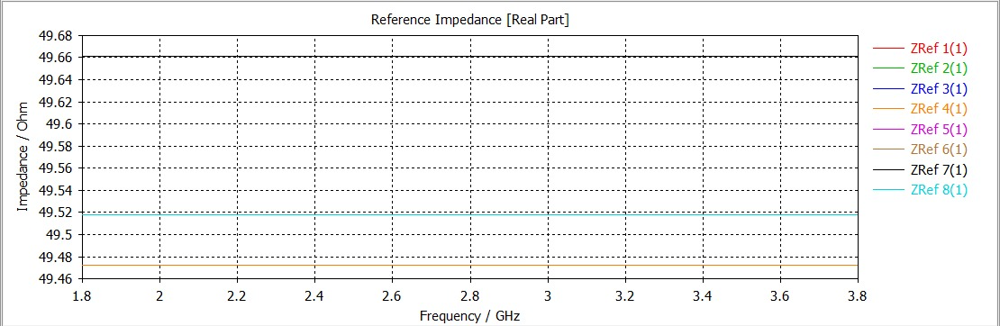 Reference Impedance [Real Part]
49.68
49.66
49.64
49.62
49.6
49.58
49.56
49.54
49.52
49.5
49.48
49.46
Impedance / Ohm
1.8 2 2.2 2.4 2.6 2.8 3 3.2 3.4 3.6 3.8
Frequency / GHz
ZRef 1(1)
ZRef 2(1)
ZRef 3(1)
ZRef 4(1)
ZRef 5(1)
ZRef 6(1)
ZRef 7(1)
ZRef 8(1)